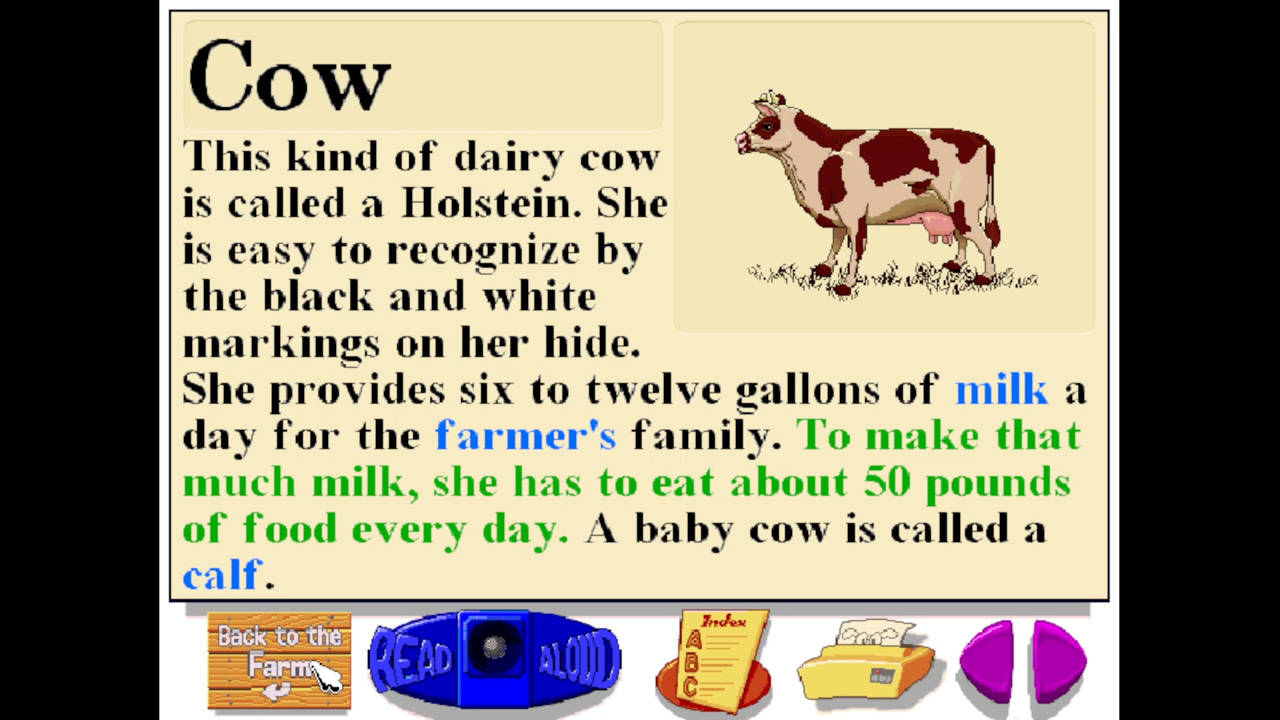 Cow
This kind of dairy cow
is called a Holstein. She
is easy to recognize by
the black and white
markings on her hide.
She provides six to twelve gallons of milk a
day for the farmer's family. To make that
much milk, she has to eat about 50 pounds
of food every day. A baby cow is called a
calf.
Back to the
Farm
READ ALOUD
Index
A
B
C